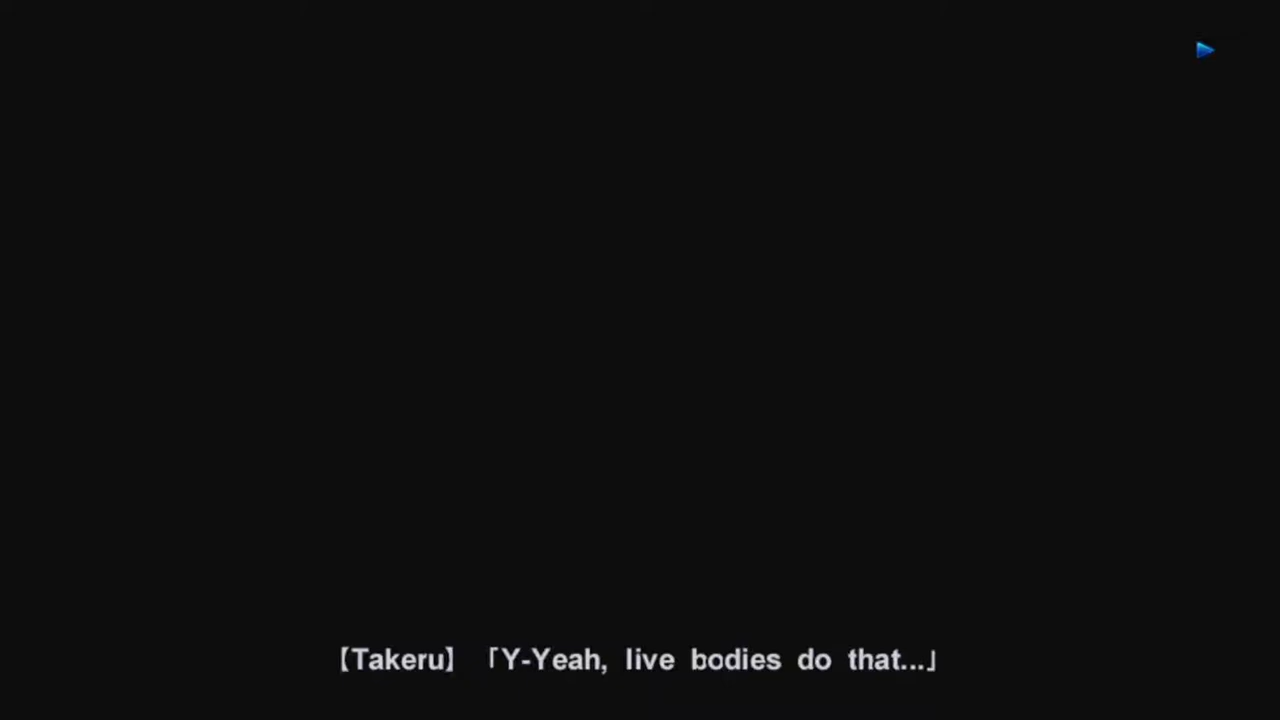 【Takeru】 「Y-Yeah, live bodies do that...」